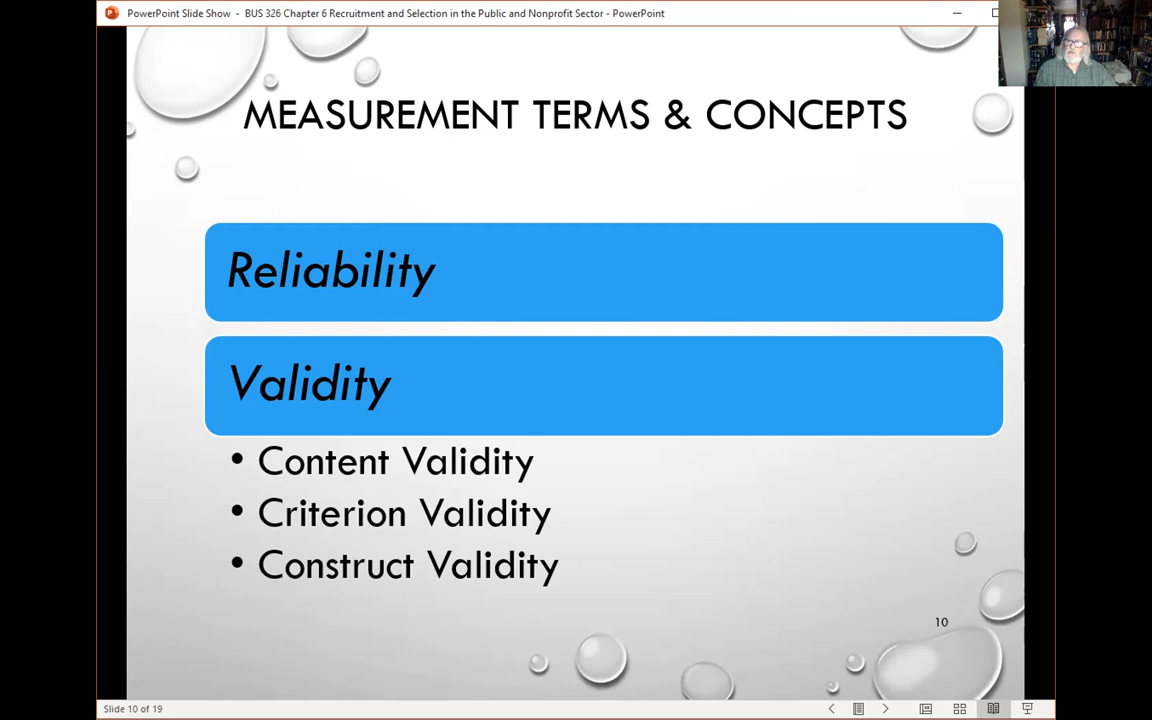 PowerPoint Slide Show - BUS 326 Chapter 6 Recruitment and Selection in the Public and Nonprofit Sector - PowerPoint
MEASUREMENT TERMS & CONCEPTS
Reliability
Validity
• Content Validity
• Criterion Validity
• Construct Validity
10
Slide 10 of 19